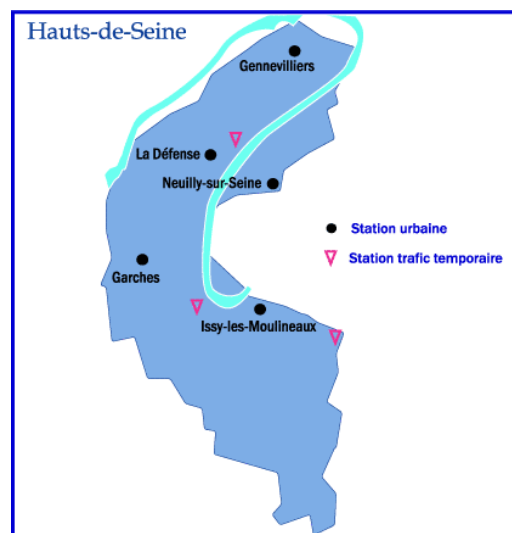 Hauts-de-Seine
Gennevilliers
La Défense
Neuilly-sur-Seine
Station urbaine
Station trafic temporaire
Garches
Issy-les-Moulineaux